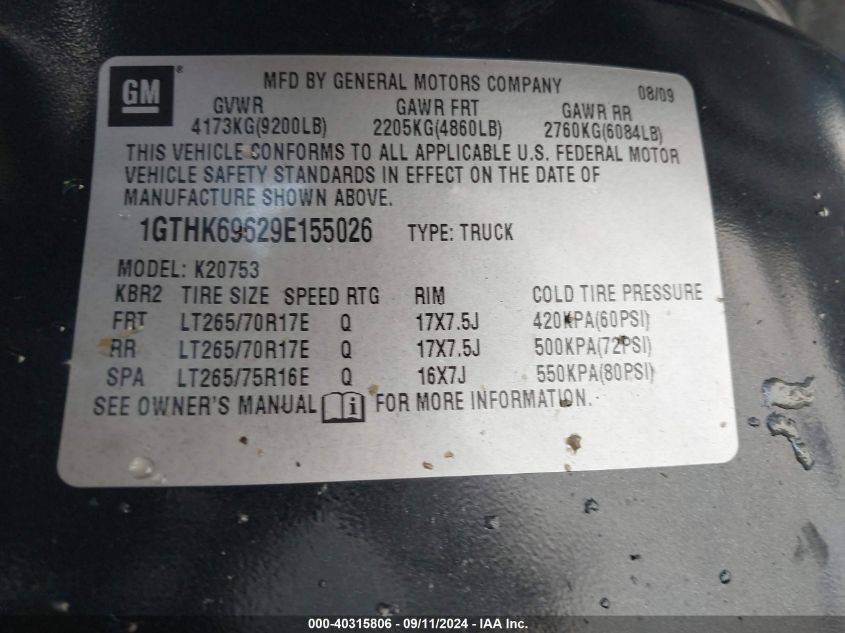 GM
®
MFD BY GENERAL MOTORS COMPANY 08/09
GVWR GAWR FRT GAWR RR
4173KG(9200LB) 2205KG(4860LB) 2760KG(6084LB)
THIS VEHICLE CONFORMS TO ALL APPLICABLE U.S. FEDERAL MOTOR
VEHICLE SAFETY STANDARDS IN EFFECT ON THE DATE OF
MANUFACTURE SHOWN ABOVE.
1GTHK69629E155026 TYPE: TRUCK
MODEL: K20753
KBR2 TIRE SIZE SPEED RTG RIM COLD TIRE PRESSURE
FRT LT265/70R17E Q 17X7.5J 420KPA(60PSI)
RR LT265/70R17E Q 17X7.5J 500KPA(72PSI)
SPA LT265/75R16E Q 16X7J 550KPA(80PSI)
SEE OWNER'S MANUAL i FOR MORE INFORMATION.
000-40315806 - 09/11/2024 - IAA Inc.